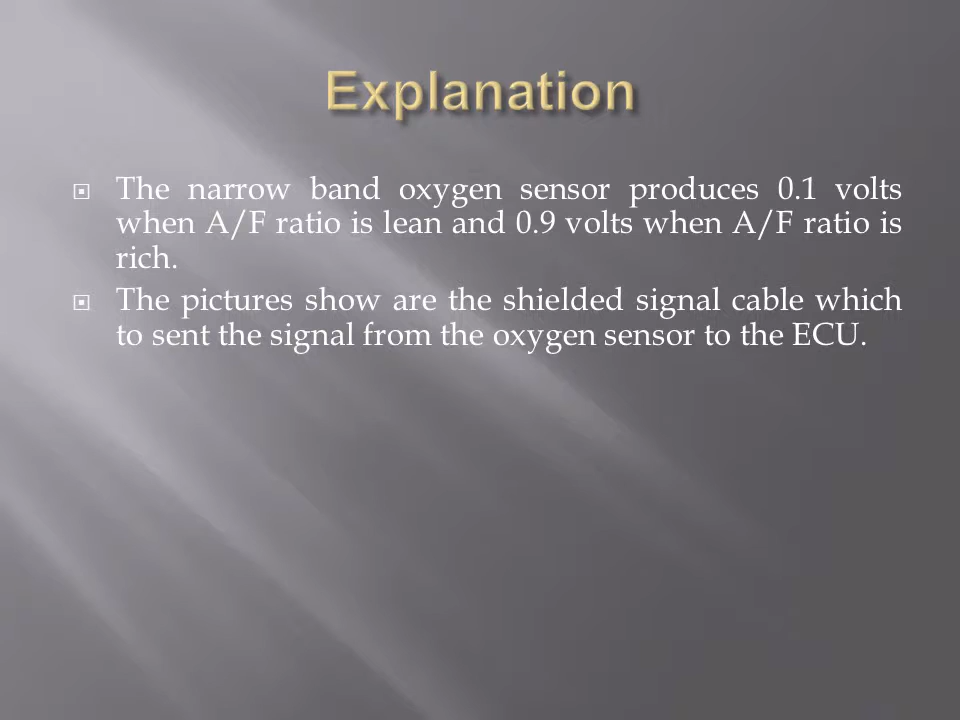 Explanation
The narrow band oxygen sensor produces 0.1 volts
when A/F ratio is lean and 0.9 volts when A/F ratio is
rich.
The pictures show are the shielded signal cable which
to sent the signal from the oxygen sensor to the ECU.